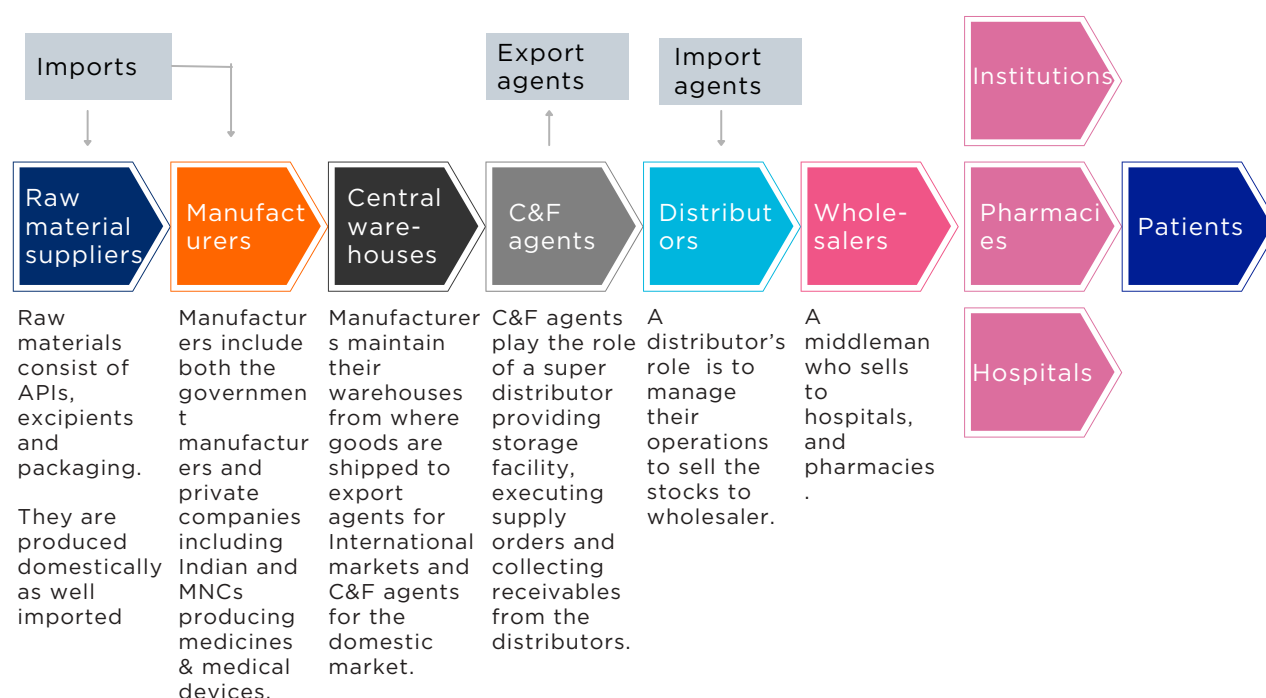 Imports
Export
agents
Import
agents
Institutions
Raw
material
suppliers
Manufact
urers
Central
ware-
houses
C&F
agents
Distribut
ors
Whole-
salers
Pharmaci
es
Patients
Hospitals
Raw
materials
consist of
APIs,
excipients
and
packaging.
They are
produced
domestically
as well
imported
Manufactur
ers include
both the
governmen
t
manufactur
ers and
private
companies
including
Indian and
MNCs
producing
medicines
& medical
devices.
Manufacturer
s maintain
their
warehouses
from where
goods are
shipped to
export
agents for
International
markets and
C&F agents
for the
domestic
market.
C&F agents
play the role
of a super
distributor
providing
storage
facility,
executing
supply
orders and
collecting
receivables
from the
distributors.
A
distributor’s
role is to
manage
their
operations
to sell the
stocks to
wholesaler.
A
middleman
who sells
to
hospitals,
and
pharmacies
.